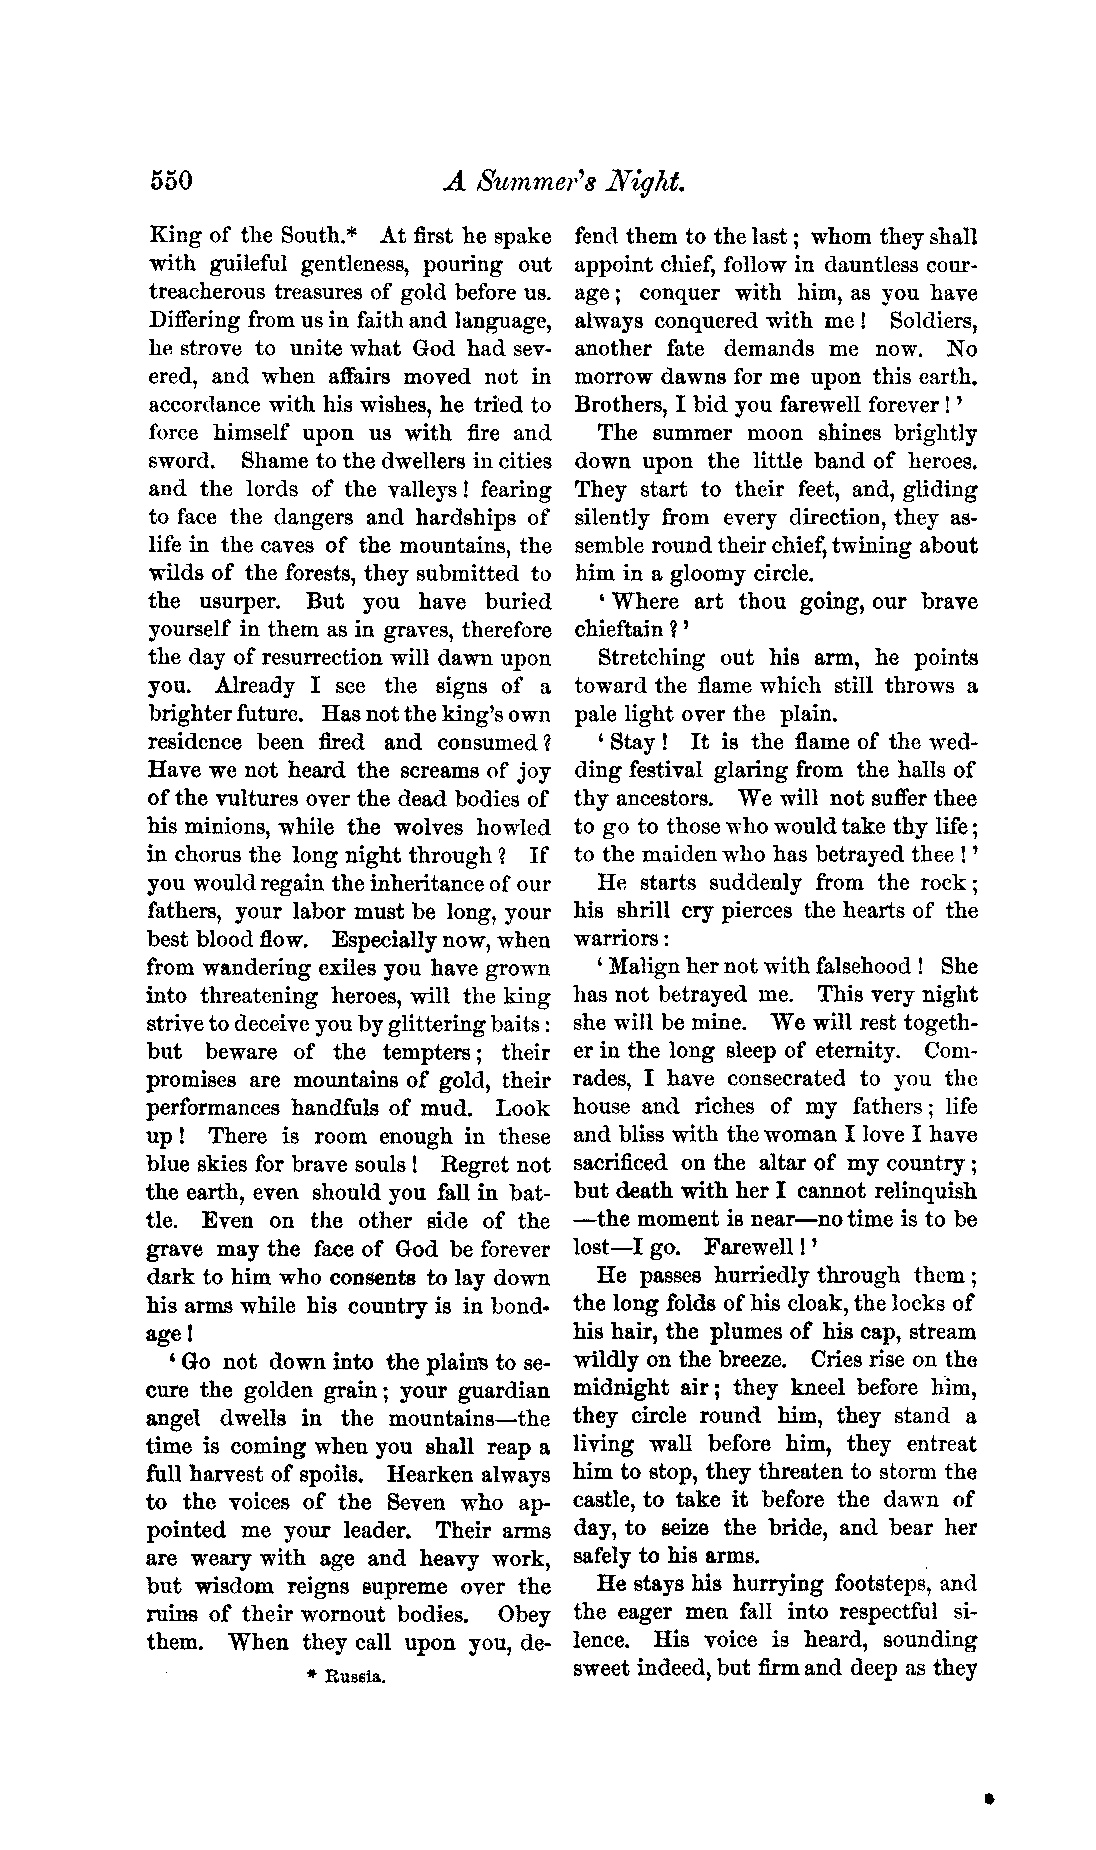 550
A Summer's Night.
King of the South.* At first he spake
with guileful gentleness, pouring out
treacherous treasures of gold before us.
Differing from us in faith and language,
he strove to unite what God had sev-
ered, and when affairs moved not in
accordance with his wishes, he tried to
force himself upon us with fire and
sword. Shame to the dwellers in cities
and the lords of the valleys! fearing
to face the dangers and hardships of
life in the caves of the mountains, the
wilds of the forests, they submitted to
the usurper. But you have buried
yourself in them as in graves, therefore
the day of resurrection will dawn upon
you. Already I see the signs of a
brighter future. Has not the king's own
residence been fired and consumed?
Have we not heard the screams of joy
of the vultures over the dead bodies of
his minions, while the wolves howled
in chorus the long night through? If
you would regain the inheritance of our
fathers, your labor must be long, your
best blood flow. Especially now, when
from wandering exiles you have grown
into threatening heroes, will the king
strive to deceive you by glittering baits:
but beware of the tempters; their
promises are mountains of gold, their
performances handfuls of mud. Look
up! There is room enough in these
blue skies for brave souls! Regret not
the earth, even should you fall in bat-
tle. Even on the other side of the
grave may the face of God be forever
dark to him who consents to lay down
his arms while his country is in bond-
age!
'Go not down into the plains to se-
cure the golden grain; your guardian
angel dwells in the mountains—the
time is coming when you shall reap a
full harvest of spoils. Hearken always
to the voices of the Seven who ap-
pointed me your leader. Their arms
are weary with age and heavy work,
but wisdom reigns supreme over the
ruins of their wornout bodies. Obey
them. When they call upon you, de-
* Russia.
fend them to the last; whom they shall
appoint chief, follow in dauntless cour-
age; conquer with him, as you have
always conquered with me! Soldiers,
another fate demands me now. No
morrow dawns for me upon this earth.
Brothers, I bid you farewell forever!'
The summer moon shines brightly
down upon the little band of heroes.
They start to their feet, and, gliding
silently from every direction, they as-
semble round their chief, twining about
him in a gloomy circle.
'Where art thou going, our brave
chieftain?'
Stretching out his arm, he points
toward the flame which still throws a
pale light over the plain.
'Stay! It is the flame of the wed-
ding festival glaring from the halls of
thy ancestors. We will not suffer thee
to go to those who would take thy life;
to the maiden who has betrayed thee!'
He starts suddenly from the rock;
his shrill cry pierces the hearts of the
warriors:
'Malign her not with falsehood! She
has not betrayed me. This very night
she will be mine. We will rest togeth-
er in the long sleep of eternity. Com-
rades, I have consecrated to you the
house and riches of my fathers; life
and bliss with the woman I love I have
sacrificed on the altar of my country;
but death with her I cannot relinquish
—the moment is near—no time is to be
lost—I go. Farewell!'
He passes hurriedly through them;
the long folds of his cloak, the locks of
his hair, the plumes of his cap, stream
wildly on the breeze. Cries rise on the
midnight air; they kneel before him,
they circle round him, they stand a
living wall before him, they entreat
him to stop, they threaten to storm the
castle, to take it before the dawn of
day, to seize the bride, and bear her
safely to his arms.
He stays his hurrying footsteps, and
the eager men fall into respectful si-
lence. His voice is heard, sounding
sweet indeed, but firm and deep as they